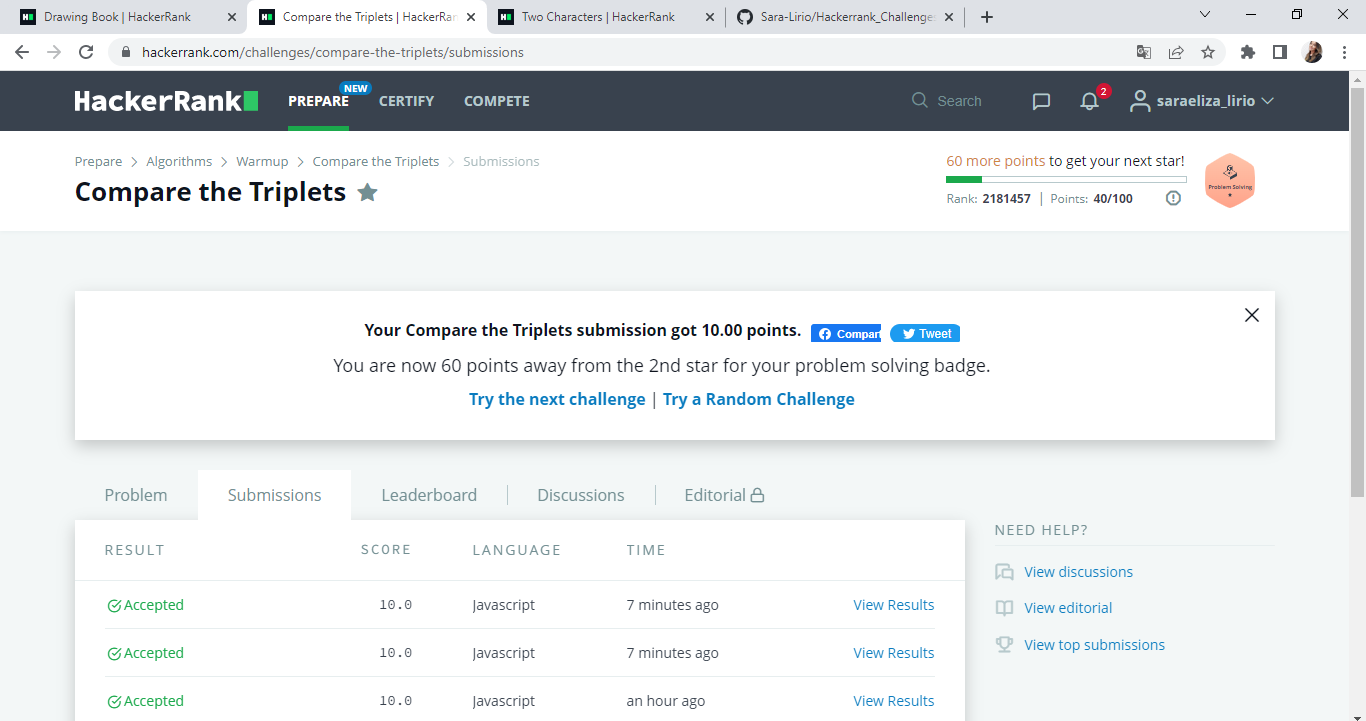 Drawing Book | HackerRank
Compare the Triplets | HackerRan
Two Characters | HackerRank
Sara-Lirio/Hackerrank_Challenge
hackerrank.com/challenges/compare-the-triplets/submissions
HackerRank
PREPARE
NEW
CERTIFY
COMPETE
Search
2
saraeliza_lirio
Prepare > Algorithms > Warmup > Compare the Triplets > Submissions
Compare the Triplets
60 more points to get your next star!
Rank: 2181457 | Points: 40/100
Problem Solving
Your Compare the Triplets submission got 10.00 points.
Compart
Tweet
You are now 60 points away from the 2nd star for your problem solving badge.
Try the next challenge | Try a Random Challenge
Problem
Submissions
Leaderboard
Discussions
Editorial
RESULT SCORE LANGUAGE TIME
Accepted 10.0 Javascript 7 minutes ago View Results
Accepted 10.0 Javascript 7 minutes ago View Results
Accepted 10.0 Javascript an hour ago View Results
NEED HELP?
View discussions
View editorial
View top submissions